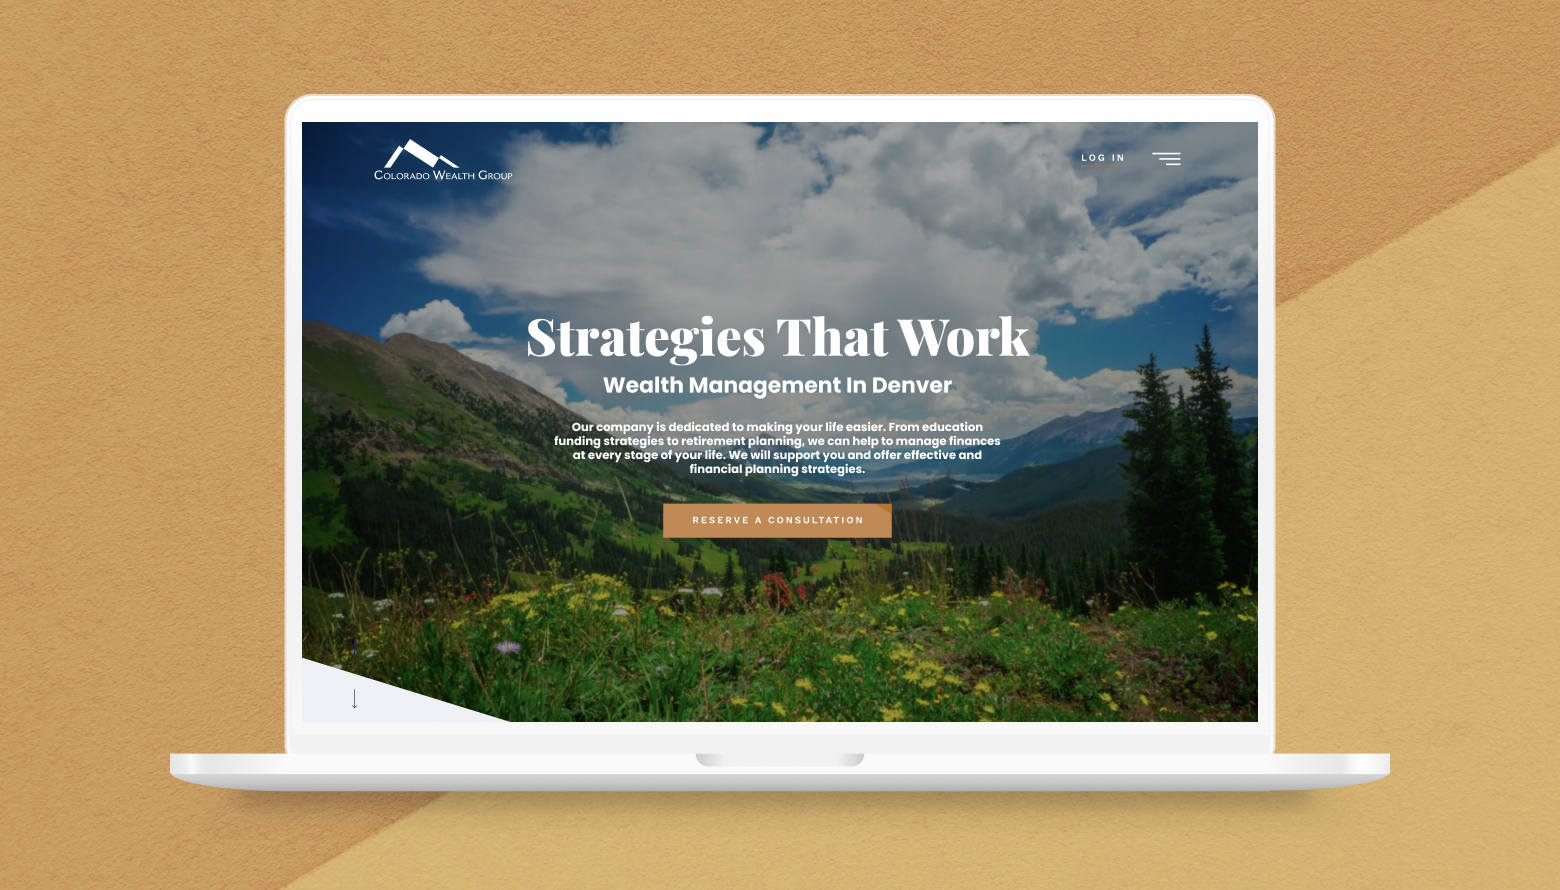 Colorado Wealth Group
LOG IN
Strategies That Work
Wealth Management In Denver
Our company is dedicated to making your life easier. From education
funding strategies to retirement planning, we can help to manage finances
at every stage of your life. We will support you and offer effective and
financial planning strategies.
RESERVE A CONSULTATION